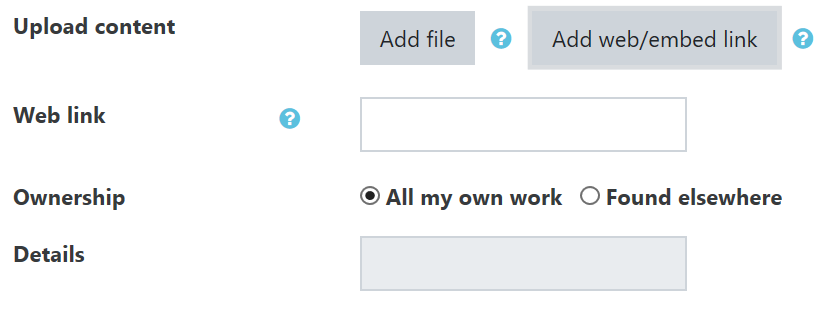 Upload content Add file ? Add web/embed link ?
Web link ?
Ownership All my own work Found elsewhere
Details